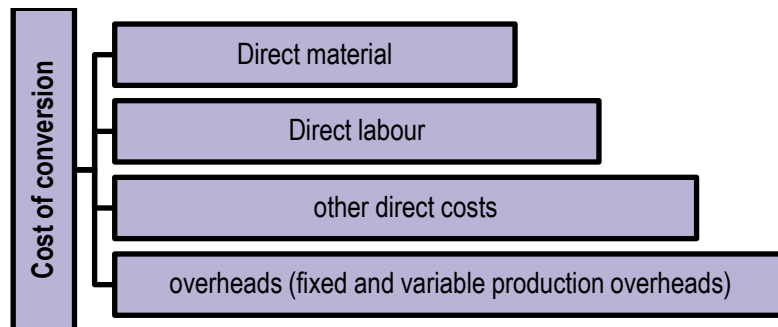 Cost of conversion
Direct material
Direct labour
other direct costs
overheads (fixed and variable production overheads)